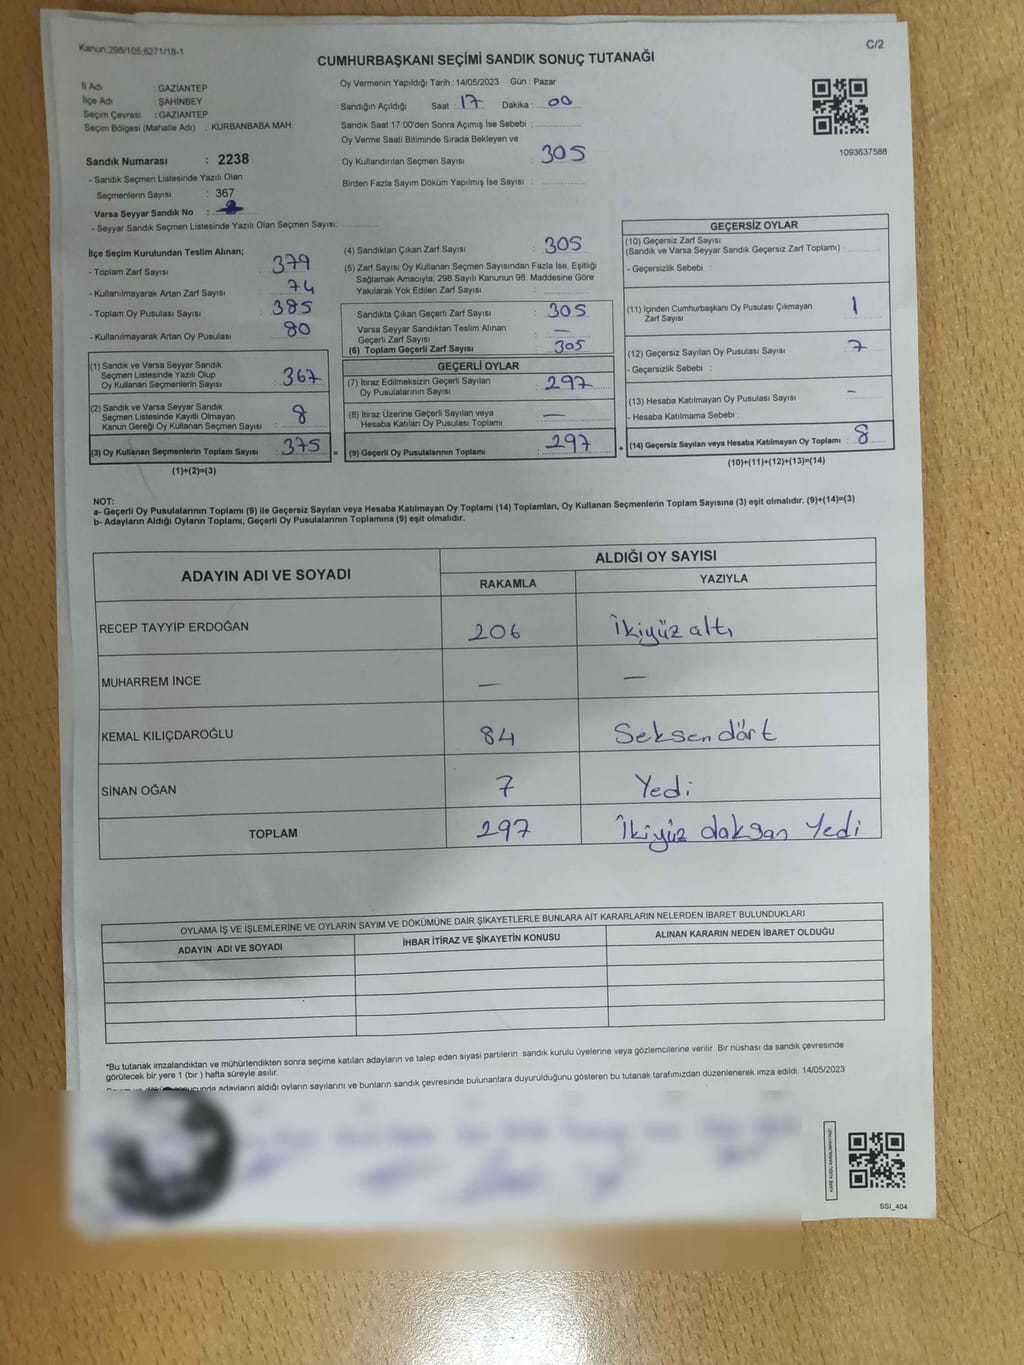 Kanun:298/105,6271/18-1
C/2
CUMHURBAŞKANI SEÇİMİ SANDIK SONUÇ TUTANAĞI
İl Adı : GAZİANTEP
İlçe Adı : ŞAHİNBEY
Seçim Çevresi : GAZİANTEP
Seçim Bölgesi (Mahalle Adı) : KURBANBABA MAH.
Oy Vermenin Yapıldığı Tarih : 14/05/2023 Gün : Pazar
Sandığın Açıldığı Saat : 17 Dakika : 00
Sandık Saat 17:00'den Sonra Açımış İse Sebebi :
Oy Verme Saati Bitiminde Sırada Bekleyen ve
Oy Kullandırılan Seçmen Sayısı : 305
Birden Fazla Sayım Döküm Yapılmış İse Sayısı :
1093637588
Sandık Numarası : 2238
- Sandık Seçmen Listesinde Yazılı Olan
Seçmenlerin Sayısı : 367
Varsa Seyyar Sandık No :
- Seyyar Sandık Seçmen Listesinde Yazılı Olan Seçmen Sayısı:
İlçe Seçim Kurulundan Teslim Alınan;
- Toplam Zarf Sayısı : 379
- Kullanılmayarak Artan Zarf Sayısı : 74
- Toplam Oy Pusulası Sayısı : 385
- Kullanılmayarak Artan Oy Pusulası : 80
(1) Sandık ve Varsa Seyyar Sandık
Seçmen Listesinde Yazılı Olup
Oy Kullanan Seçmenlerin Sayısı : 367
(2) Sandık ve Varsa Seyyar Sandık
Seçmen Listesinde Kayıtlı Olmayan
Kanun Gereği Oy Kullanan Seçmen Sayısı : 8
(3) Oy Kullanan Seçmenlerin Toplam Sayısı : 375 =
(1)+(2)=(3)
(4) Sandıktan Çıkan Zarf Sayısı : 305
(5) Zarf Sayısı Oy Kullanan Seçmen Sayısından Fazla İse, Eşitliği
Sağlamak Amacıyla; 298 Sayılı Kanunun 98. Maddesine Göre
Yakılarak Yok Edilen Zarf Sayısı :
Sandıkta Çıkan Geçerli Zarf Sayısı : 305
Varsa Seyyar Sandıktan Teslim Alınan
Geçerli Zarf Sayısı : —
(6) Toplam Geçerli Zarf Sayısı : 305
GEÇERLİ OYLAR
(7) İtiraz Edilmeksizin Geçerli Sayılan
Oy Pusulalarının Sayısı : 297
(8) İtiraz Üzerine Geçerli Sayılan veya
Hesaba Katılan Oy Pusulası Toplamı : —
(9) Geçerli Oy Pusulalarının Toplamı : 297 +
GEÇERSİZ OYLAR
(10) Geçersiz Zarf Sayısı
(Sandık ve Varsa Seyyar Sandık Geçersiz Zarf Toplamı) :
- Geçersizlik Sebebi :
(11) İçinden Cumhurbaşkanı Oy Pusulası Çıkmayan
Zarf Sayısı : 1
(12) Geçersiz Sayılan Oy Pusulası Sayısı : 7
- Geçersizlik Sebebi :
(13) Hesaba Katılmayan Oy Pusulası Sayısı : —
- Hesaba Katılmama Sebebi :
(14) Geçersiz Sayılan veya Hesaba Katılmayan Oy Toplamı : 8
(10)+(11)+(12)+(13)=(14)
NOT:
a- Geçerli Oy Pusulalarının Toplamı (9) ile Geçersiz Sayılan veya Hesaba Katılmayan Oy Toplamı (14) Toplamları, Oy Kullanan Seçmenlerin Toplam Sayısına (3) eşit olmalıdır. (9)+(14)=(3)
b- Adayların Aldığı Oyların Toplamı, Geçerli Oy Pusulalarının Toplamına (9) eşit olmalıdır.
ADAYIN ADI VE SOYADI
ALDIĞI OY SAYISI
RAKAMLA YAZIYLA
RECEP TAYYİP ERDOĞAN 206 İkiyüz altı
MUHARREM İNCE — —
KEMAL KILIÇDAROĞLU 84 Seksendört
SİNAN OĞAN 7 Yedi
TOPLAM 297 İkiyüz daksan Yedi
OYLAMA İŞ VE İŞLEMLERİNE VE OYLARIN SAYIM VE DÖKÜMÜNE DAİR ŞİKAYETLERLE BUNLARA AİT KARARLARIN NELERDEN İBARET BULUNDUKLARI
ADAYIN ADI VE SOYADI İHBAR İTİRAZ VE ŞİKAYETİN KONUSU ALINAN KARARIN NEDEN İBARET OLDUĞU
*Bu tutanak imzalandıktan ve mühürlendikten sonra seçime katılan adayların ve talep eden siyasi partilerin sandık kurulu üyelerine veya gözlemcilerine verilir. Bir nüshası da sandık çevresinde
görülecek bir yere 1 (bir ) hafta süreyle asılır.
adayların aldığı oyların sayılarını ve bunların sandık çevresinde bulunanlara duyurulduğunu gösteren bu tutanak tarafımızdan düzenlenerek imza edildi. 14/05/2023
SSI_404